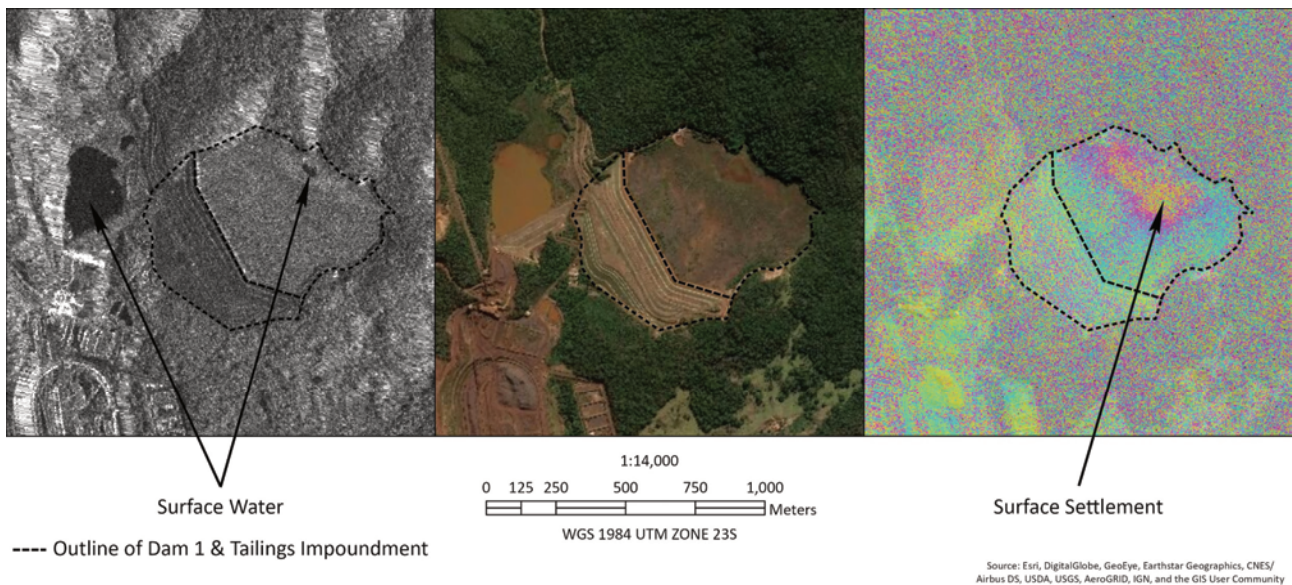 Surface Water
---- Outline of Dam 1 & Tailings Impoundment
1:14,000
0 125 250 500 750 1,000
Meters
WGS 1984 UTM ZONE 23S
Surface Settlement
Source: Esri, DigitalGlobe, GeoEye, Earthstar Geographics, CNES/
Airbus DS, USDA, USGS, AeroGRID, IGN, and the GIS User Community